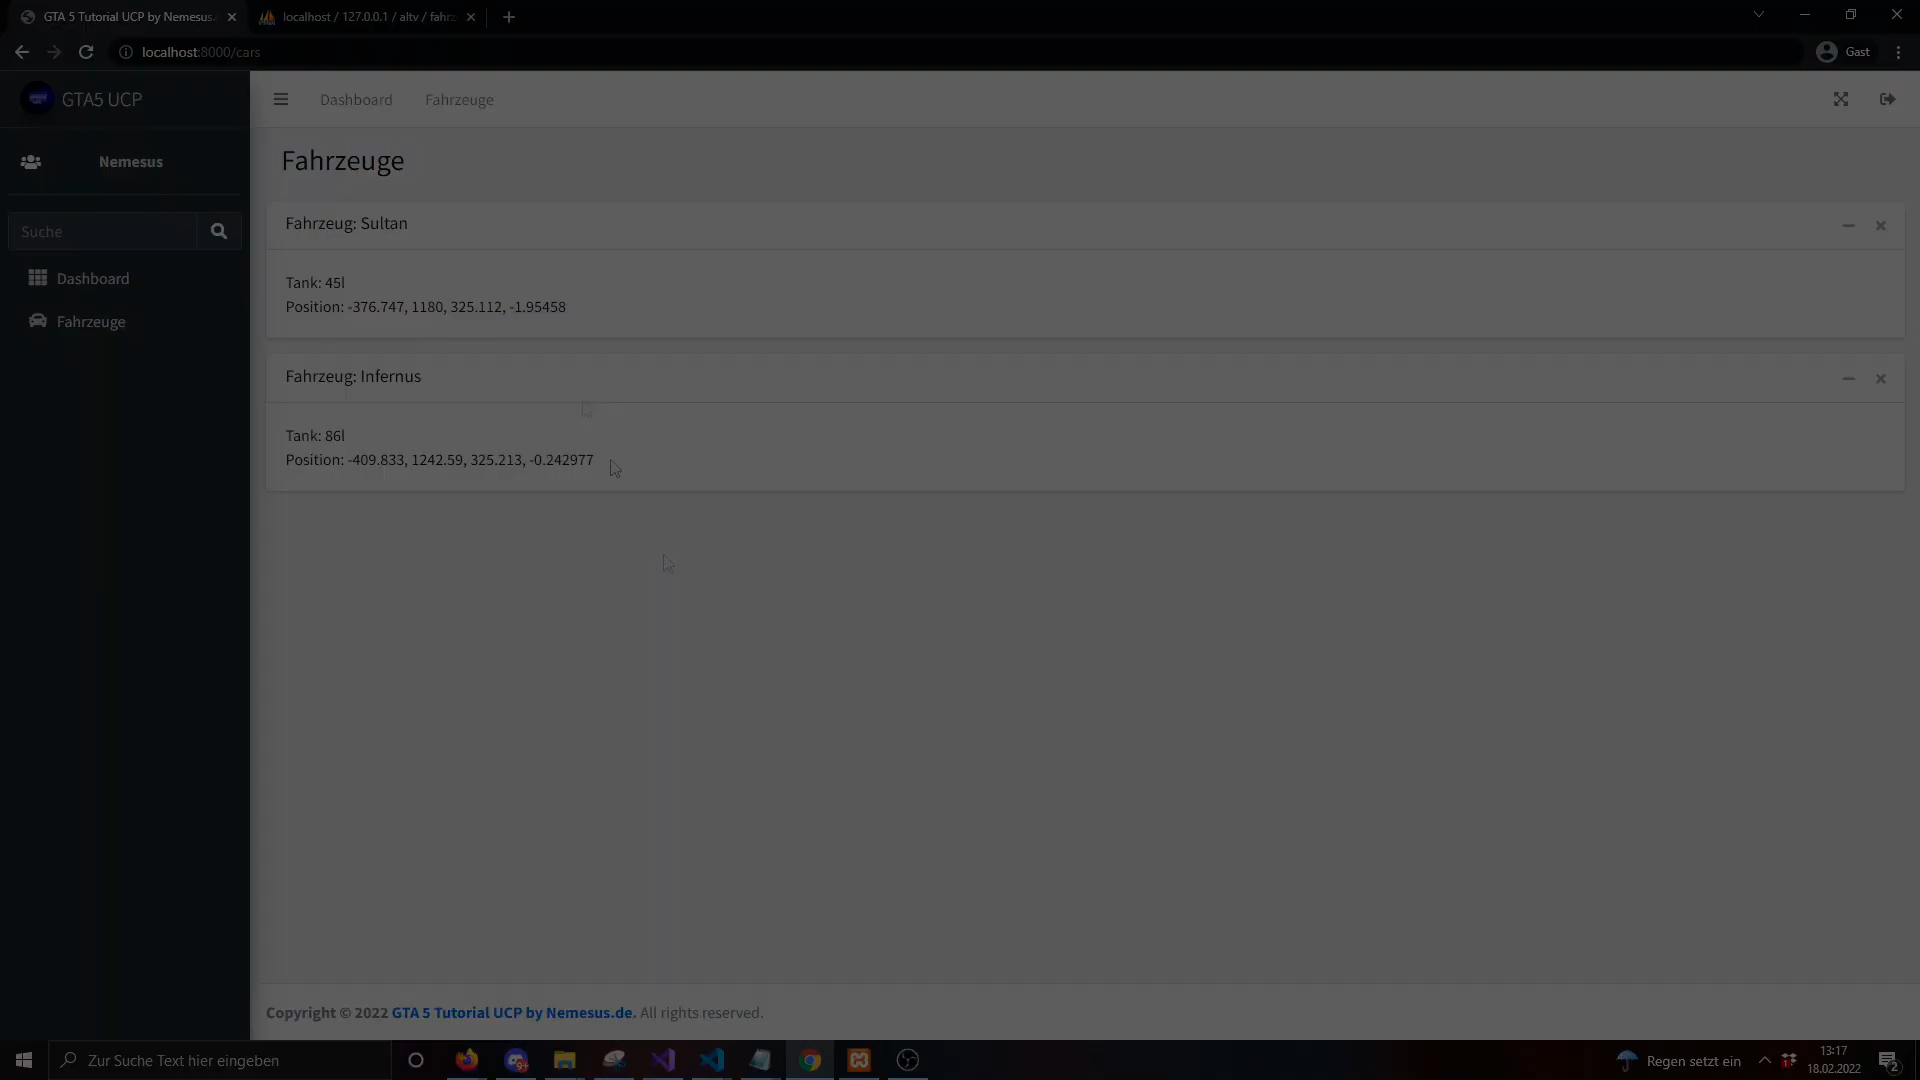 GTA 5 Tutorial UCP by Nemesus.
localhost / 127.0.0.1 / altv / fahrz
localhost:8000/cars
Gast
GTA5 UCP
Dashboard
Fahrzeuge
Nemesus
Suche
Dashboard
Fahrzeuge
Fahrzeuge
Fahrzeug: Sultan
Tank: 45l
Position: -376.747, 1180, 325.112, -1.95458
Fahrzeug: Infernus
Tank: 86l
Position: -409.833, 1242.59, 325.213, -0.242977
Copyright © 2022 GTA 5 Tutorial UCP by Nemesus.de. All rights reserved.
Zur Suche Text hier eingeben
9+
Regen setzt ein
13:17
18.02.2022
2